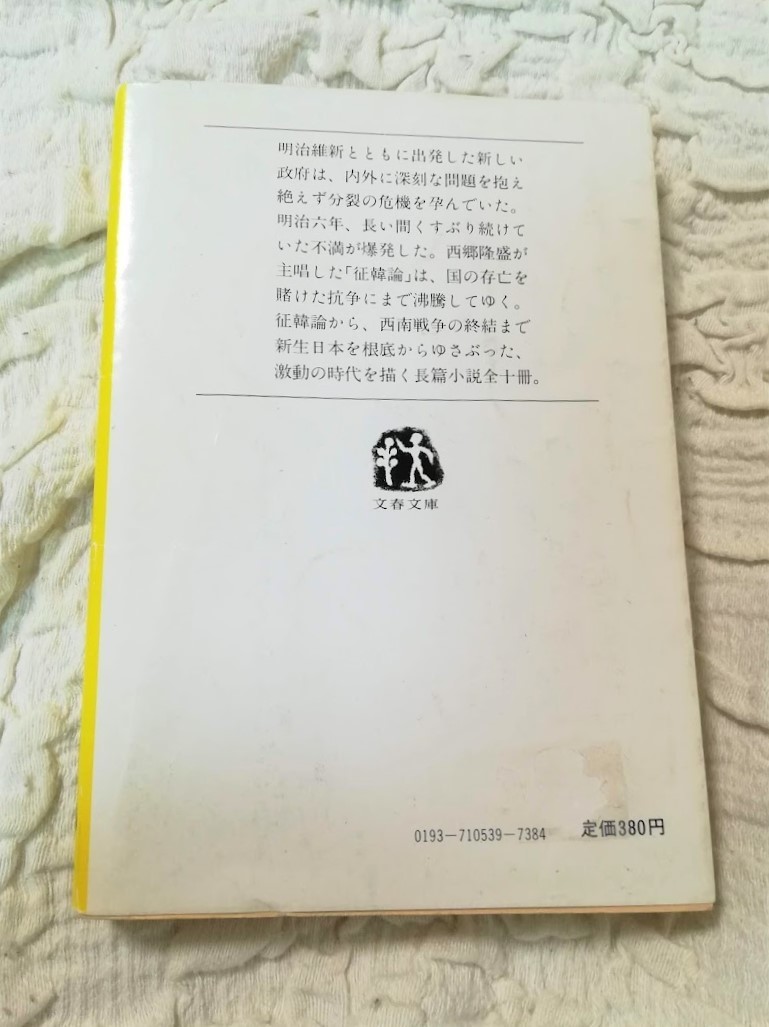 明治維新とともに出発した新しい
政府は、内外に深刻な問題を抱え
絶えず分裂の危機を孕んでいた。
明治六年、長い間くすぶり続けて
いた不満が爆発した。西郷隆盛が
主唱した「征韓論」は、国の存亡を
賭けた抗争にまで沸騰してゆく。
征韓論から、西南戦争の終結まで
新生日本を根底からゆさぶった、
激動の時代を描く長篇小説全十冊。
文春文庫
0193-710539-7384 定価380円